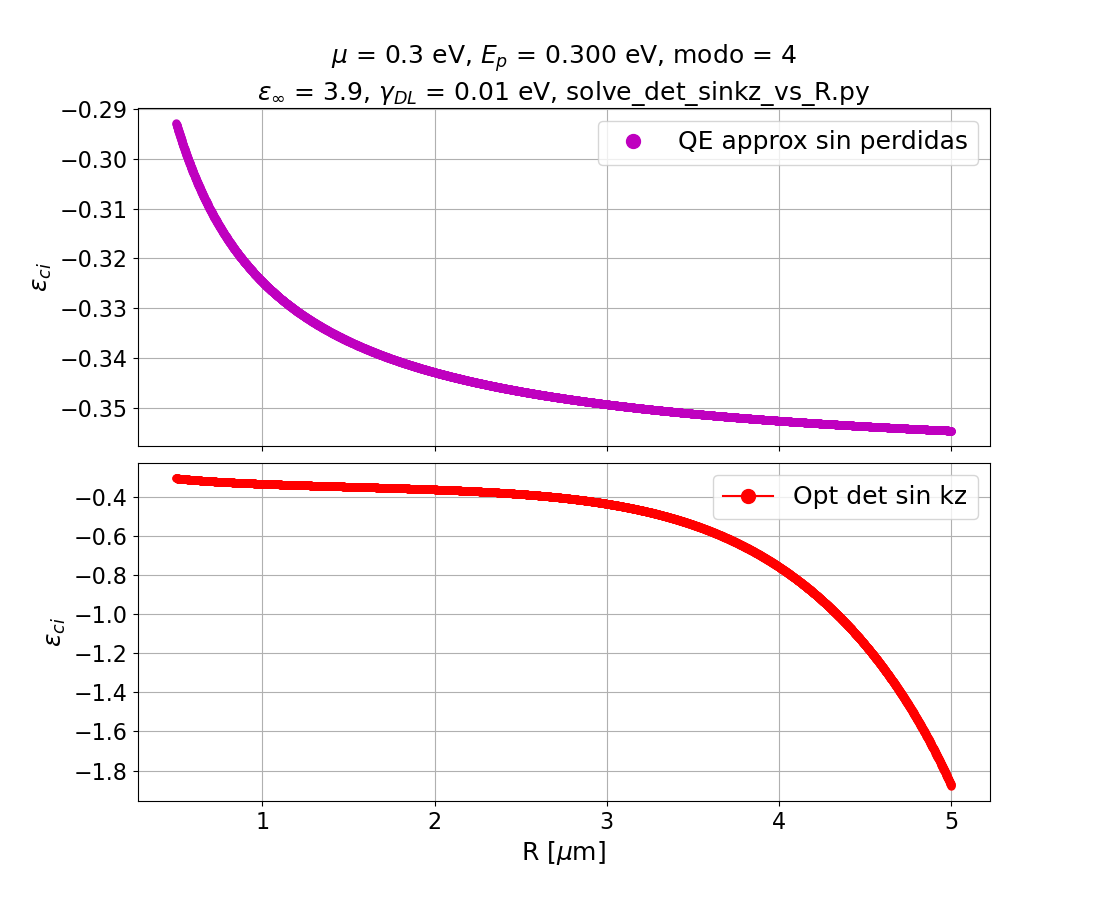 μ = 0.3 eV, E_p = 0.300 eV, modo = 4
ε_∞ = 3.9, γ_DL = 0.01 eV, solve_det_sinkz_vs_R.py
−0.29
−0.30
−0.31
−0.32
−0.33
−0.34
−0.35
ε_ci
QE approx sin perdidas
−0.4
−0.6
−0.8
−1.0
−1.2
−1.4
−1.6
−1.8
ε_ci
Opt det sin kz
1 2 3 4 5
R [μm]